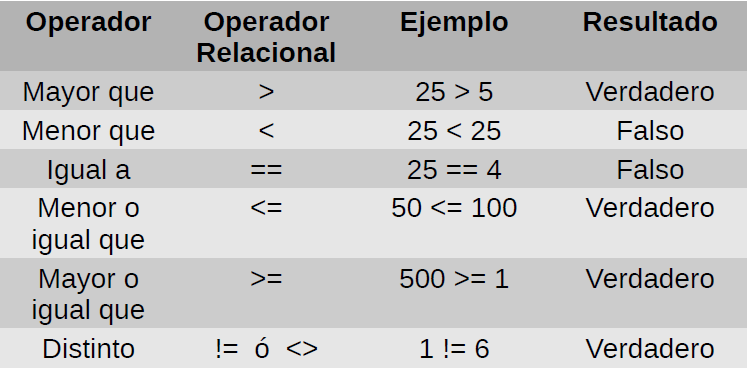 Operador Operador Relacional Ejemplo Resultado
Mayor que > 25 > 5 Verdadero
Menor que < 25 < 25 Falso
Igual a == 25 == 4 Falso
Menor o igual que <= 50 <= 100 Verdadero
Mayor o igual que >= 500 >= 1 Verdadero
Distinto != ó <> 1 != 6 Verdadero